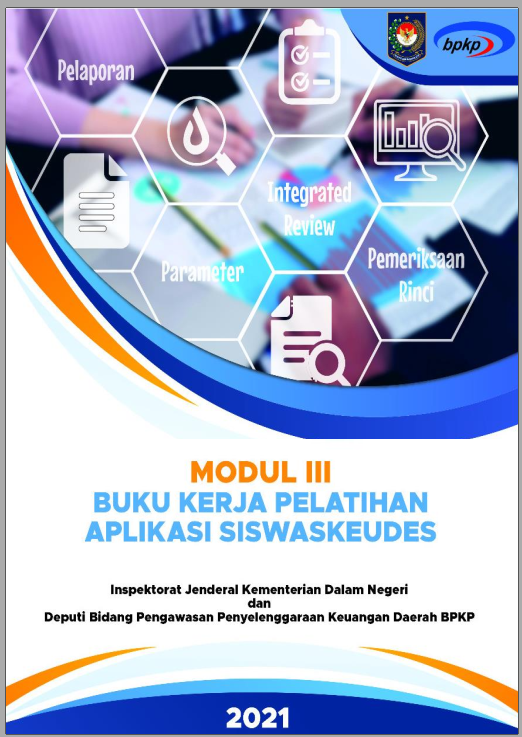 Pelaporan
bpkp
Integrated
Review
Parameter
Pemeriksaan
Rinci
MODUL III
BUKU KERJA PELATIHAN
APLIKASI SISWASKEUDES
Inspektorat Jenderal Kementerian Dalam Negeri
dan
Deputi Bidang Pengawasan Penyelenggaraan Keuangan Daerah BPKP
2021